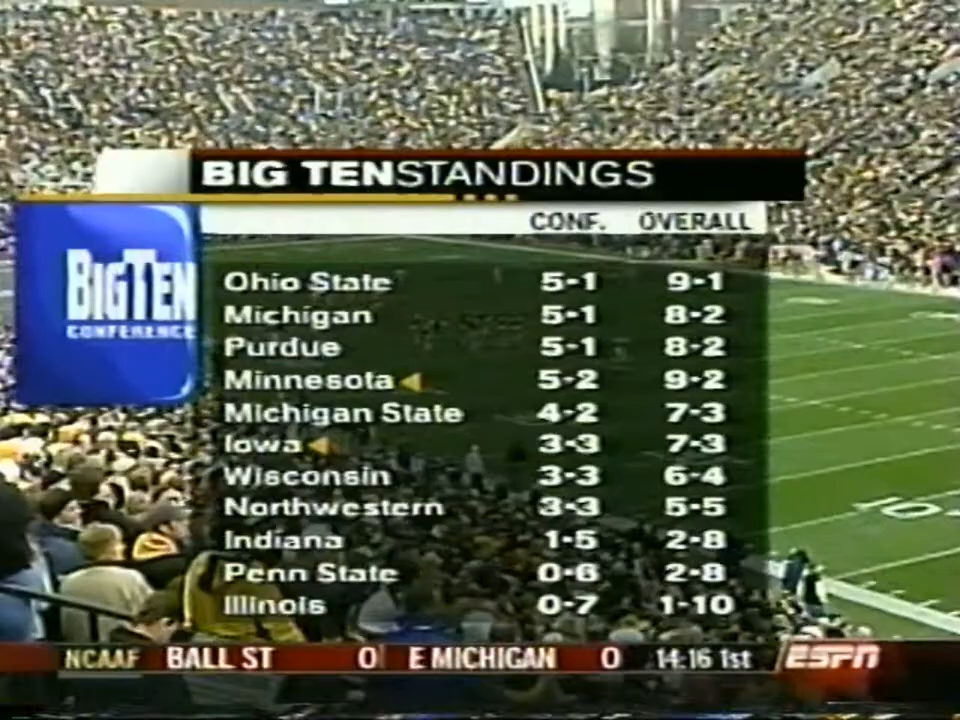 BIG TEN STANDINGS
CONF. OVERALL
BIGTEN
CONFERENCE
Ohio State 5-1 9-1
Michigan 5-1 8-2
Purdue 5-1 8-2
Minnesota 5-2 9-2
Michigan State 4-2 7-3
Iowa 3-3 7-3
Wisconsin 3-3 6-4
Northwestern 3-3 5-5
Indiana 1-5 2-8
Penn State 0-6 2-8
Illinois 0-7 1-10
10
NCAAF BALL ST 0 E MICHIGAN 0 14:16 1st ESPN